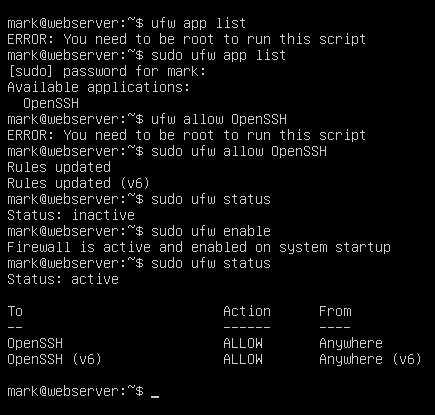 mark@webserver:~$ ufw app list
ERROR: You need to be root to run this script
mark@webserver:~$ sudo ufw app list
[sudo] password for mark:
Available applications:
  OpenSSH
mark@webserver:~$ ufw allow OpenSSH
ERROR: You need to be root to run this script
mark@webserver:~$ sudo ufw allow OpenSSH
Rules updated
Rules updated (v6)
mark@webserver:~$ sudo ufw status
Status: inactive
mark@webserver:~$ sudo ufw enable
Firewall is active and enabled on system startup
mark@webserver:~$ sudo ufw status
Status: active

To                         Action      From
--                         ------      ----
OpenSSH                    ALLOW       Anywhere
OpenSSH (v6)               ALLOW       Anywhere (v6)

mark@webserver:~$ _